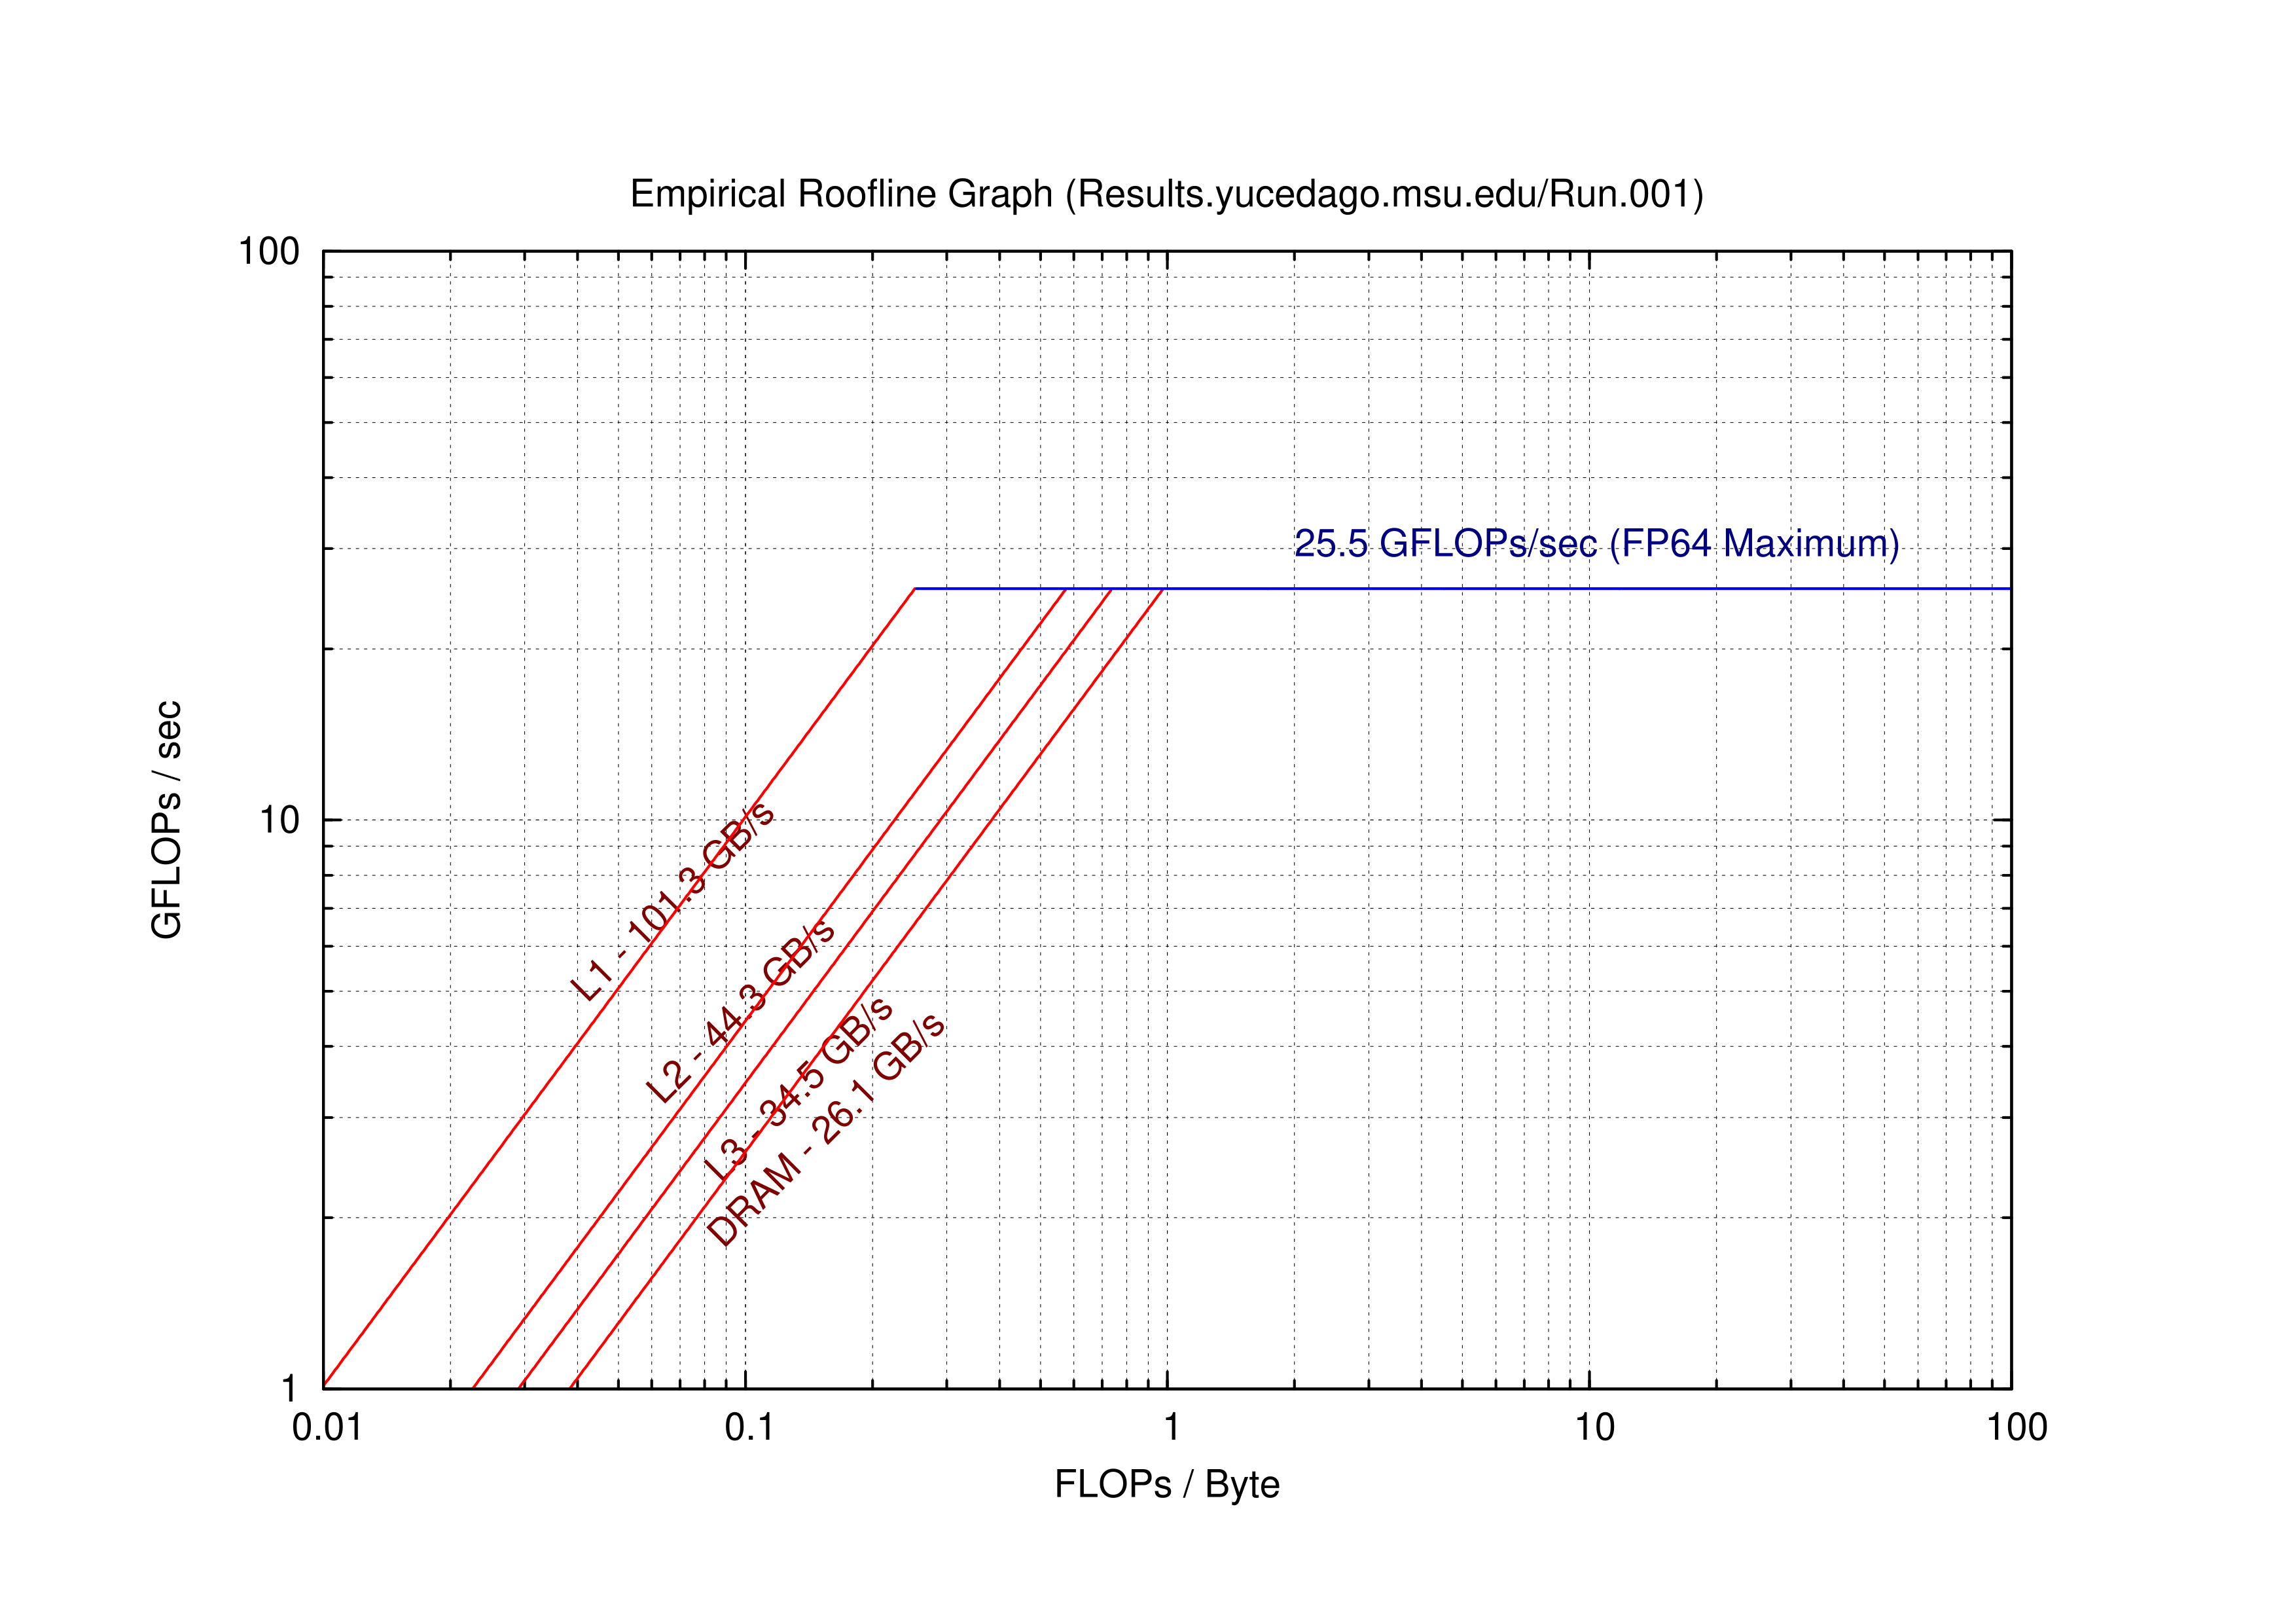 Empirical Roofline Graph (Results.yucedago.msu.edu/Run.001)
100
10
1
GFLOPs / sec
25.5 GFLOPs/sec (FP64 Maximum)
L1 - 101.3 GB/s
L2 - 44.3 GB/s
L3 - 34.5 GB/s
DRAM - 26.1 GB/s
0.01
0.1
1
10
100
FLOPs / Byte